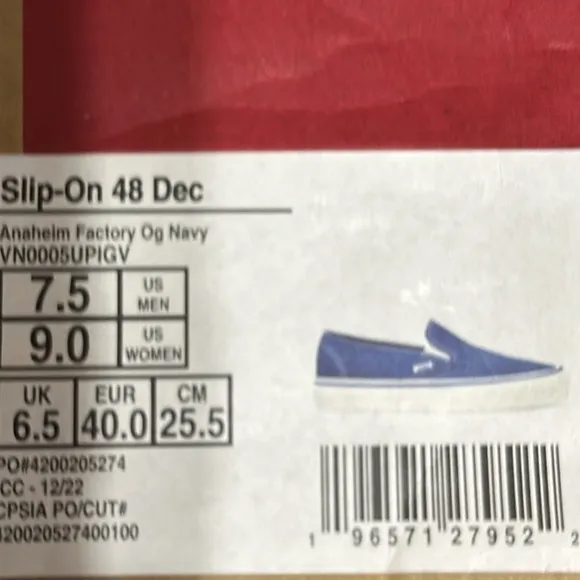 Slip-On 48 Dec
Anaheim Factory Og Navy
VN0005UPIGV
7.5 US MEN
9.0 US WOMEN
UK EUR CM
6.5 40.0 25.5
PO#4200205274
CC - 12/22
CPSIA PO/CUT#
420020527400100
1 96571 27952 2